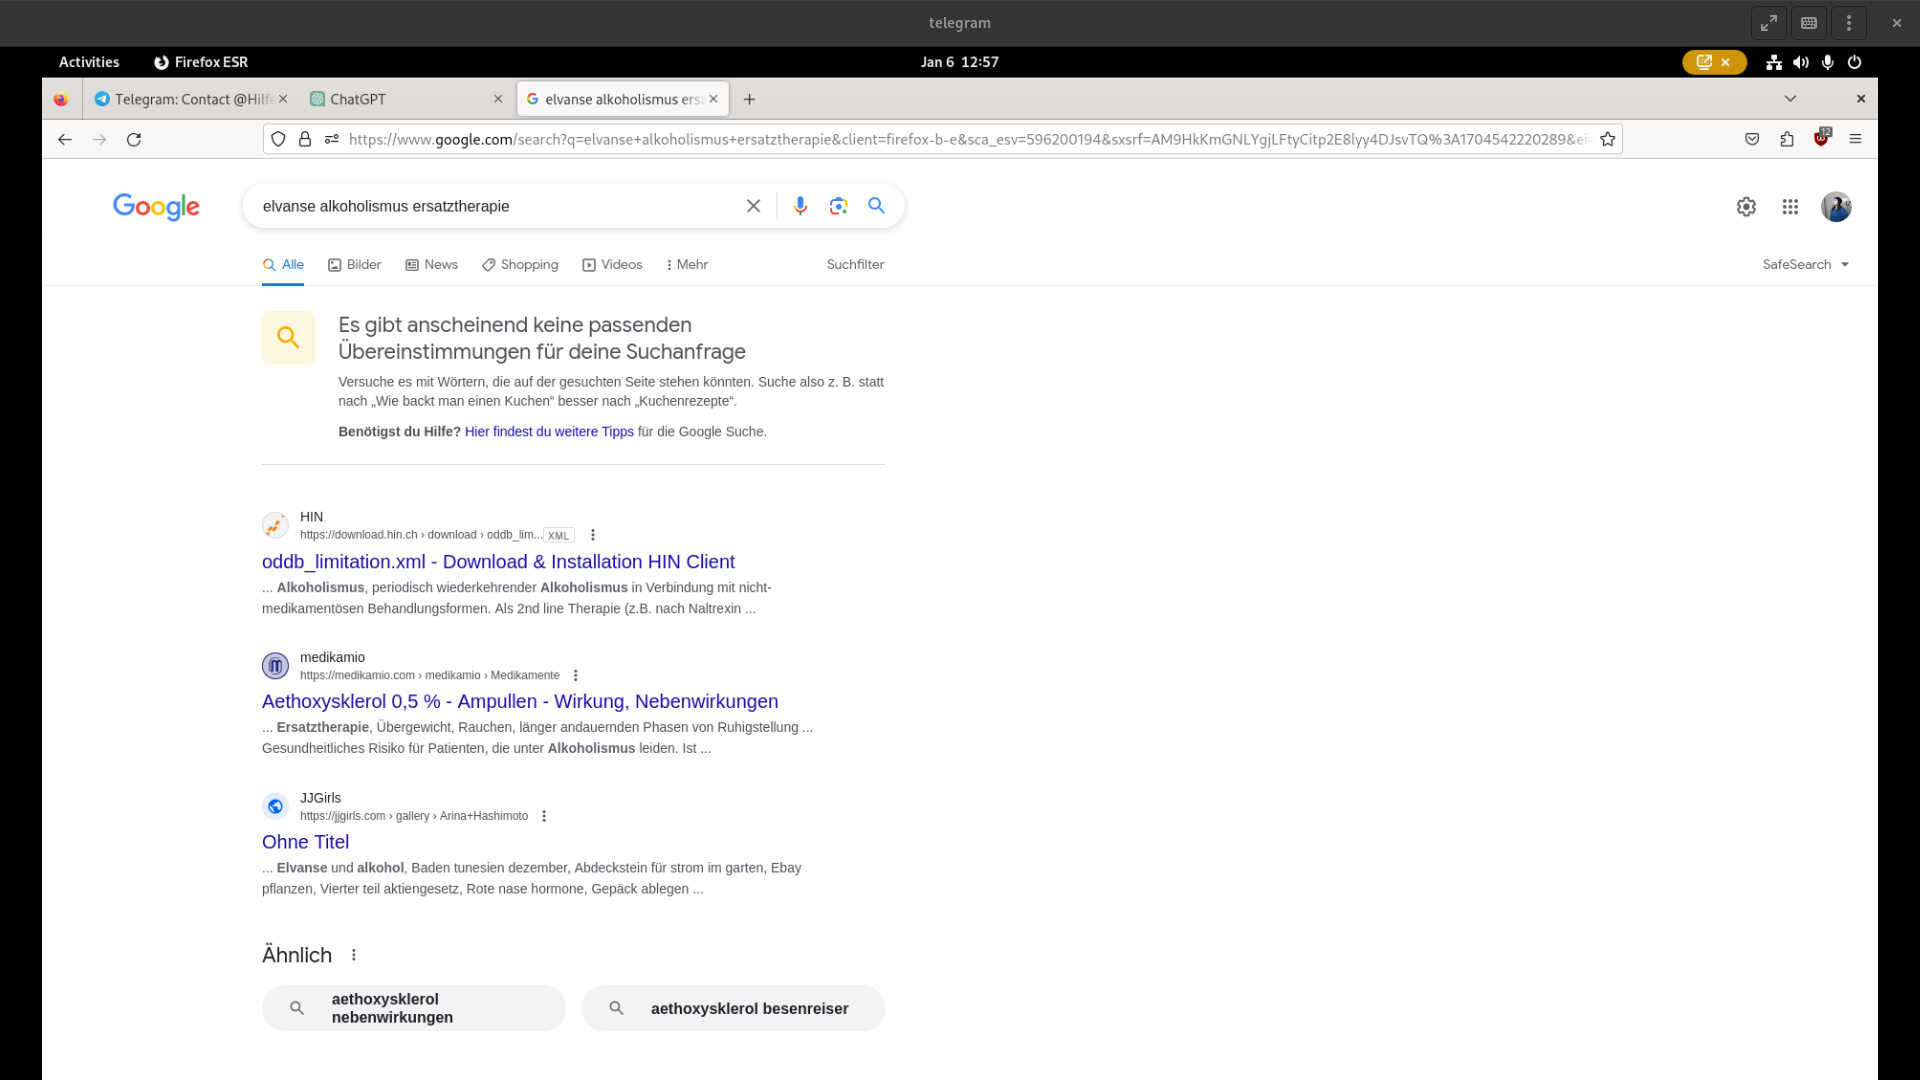 telegram
Activities
Firefox ESR
Jan 6 12:57
Telegram: Contact @Hilfe
ChatGPT
elvanse alkoholismus ersa
https://www.google.com/search?q=elvanse+alkoholismus+ersatztherapie&client=firefox-b-e&sca_esv=596200194&sxsrf=AM9HkKmGNLYgjLFtyCitp2E8lyy4DJsvTQ%3A1704542220289&ei=
12
Google
elvanse alkoholismus ersatztherapie
Alle
Bilder
News
Shopping
Videos
Mehr
Suchfilter
SafeSearch
Es gibt anscheinend keine passenden
Übereinstimmungen für deine Suchanfrage
Versuche es mit Wörtern, die auf der gesuchten Seite stehen könnten. Suche also z. B. statt
nach „Wie backt man einen Kuchen“ besser nach „Kuchenrezepte“.
Benötigst du Hilfe? Hier findest du weitere Tipps für die Google Suche.
HIN
https://download.hin.ch › download › oddb_lim... XML
oddb_limitation.xml - Download & Installation HIN Client
... Alkoholismus, periodisch wiederkehrender Alkoholismus in Verbindung mit nicht-
medikamentösen Behandlungsformen. Als 2nd line Therapie (z.B. nach Naltrexin ...
medikamio
https://medikamio.com › medikamio › Medikamente
Aethoxysklerol 0,5 % - Ampullen - Wirkung, Nebenwirkungen
... Ersatztherapie, Übergewicht, Rauchen, länger andauernden Phasen von Ruhigstellung ...
Gesundheitliches Risiko für Patienten, die unter Alkoholismus leiden. Ist ...
JJGirls
https://jjgirls.com › gallery › Arina+Hashimoto
Ohne Titel
... Elvanse und alkohol, Baden tunesien dezember, Abdeckstein für strom im garten, Ebay
pflanzen, Vierter teil aktiengesetz, Rote nase hormone, Gepäck ablegen ...
Ähnlich
aethoxysklerol
nebenwirkungen
aethoxysklerol besenreiser